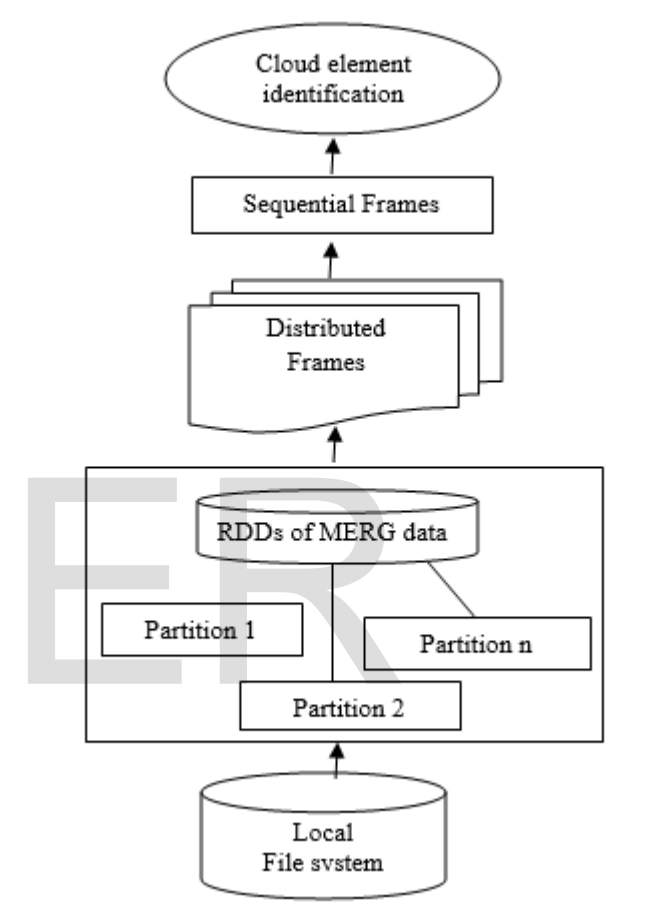 Cloud element
identification
Sequential Frames
Distributed
Frames
RDDs of MERG data
Partition 1
Partition n
Partition 2
Local
File svstem
ER